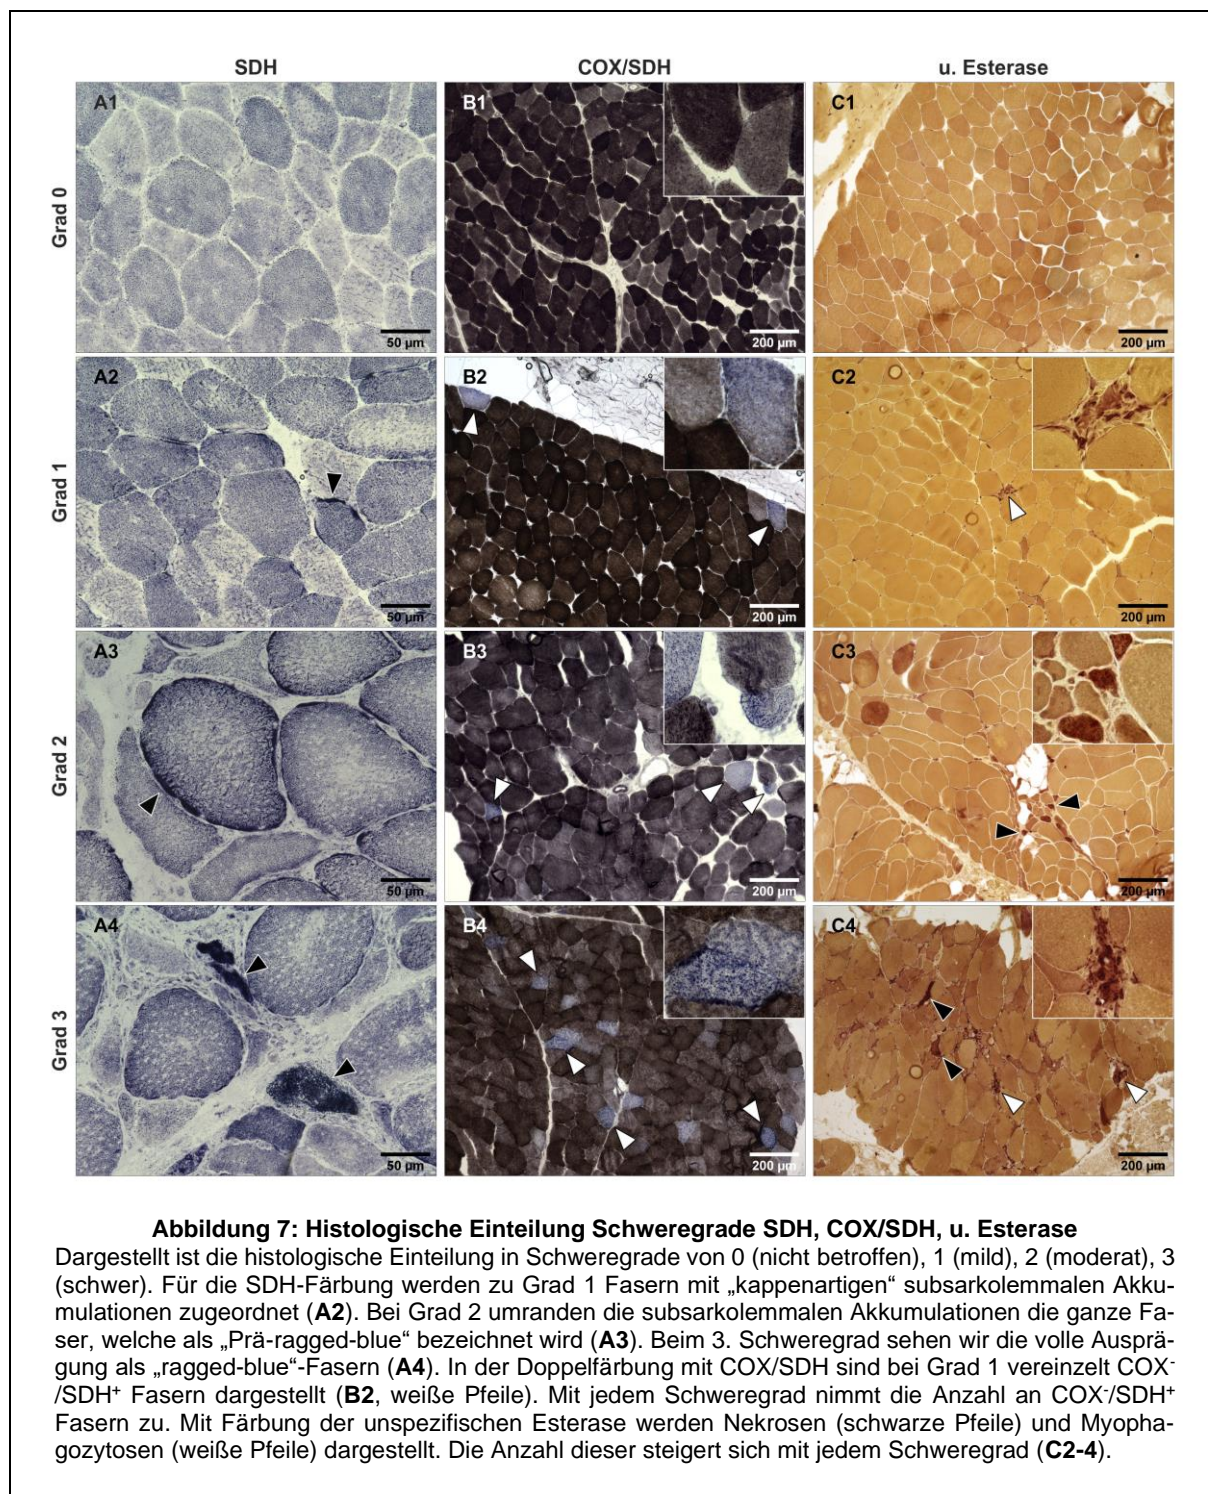 SDH COX/SDH u. Esterase
Grad 0
A1 B1 C1
50 µm 200 µm 200 µm
Grad 1
A2 B2 C2
50 µm 200 µm 200 µm
Grad 2
A3 B3 C3
50 µm 200 µm 200 µm
Grad 3
A4 B4 C4
50 µm 200 µm 200 µm
Abbildung 7: Histologische Einteilung Schweregrade SDH, COX/SDH, u. Esterase
Dargestellt ist die histologische Einteilung in Schweregrade von 0 (nicht betroffen), 1 (mild), 2 (moderat), 3
(schwer). Für die SDH-Färbung werden zu Grad 1 Fasern mit „kappenartigen“ subsarkolemmalen Akku-
mulationen zugeordnet (A2). Bei Grad 2 umranden die subsarkolemmalen Akkumulationen die ganze Fa-
ser, welche als „Prä-ragged-blue“ bezeichnet wird (A3). Beim 3. Schweregrad sehen wir die volle Ausprä-
gung als „ragged-blue“-Fasern (A4). In der Doppelfärbung mit COX/SDH sind bei Grad 1 vereinzelt COX⁻
/SDH⁺ Fasern dargestellt (B2, weiße Pfeile). Mit jedem Schweregrad nimmt die Anzahl an COX⁻/SDH⁺
Fasern zu. Mit Färbung der unspezifischen Esterase werden Nekrosen (schwarze Pfeile) und Myopha-
gozytosen (weiße Pfeile) dargestellt. Die Anzahl dieser steigert sich mit jedem Schweregrad (C2-4).